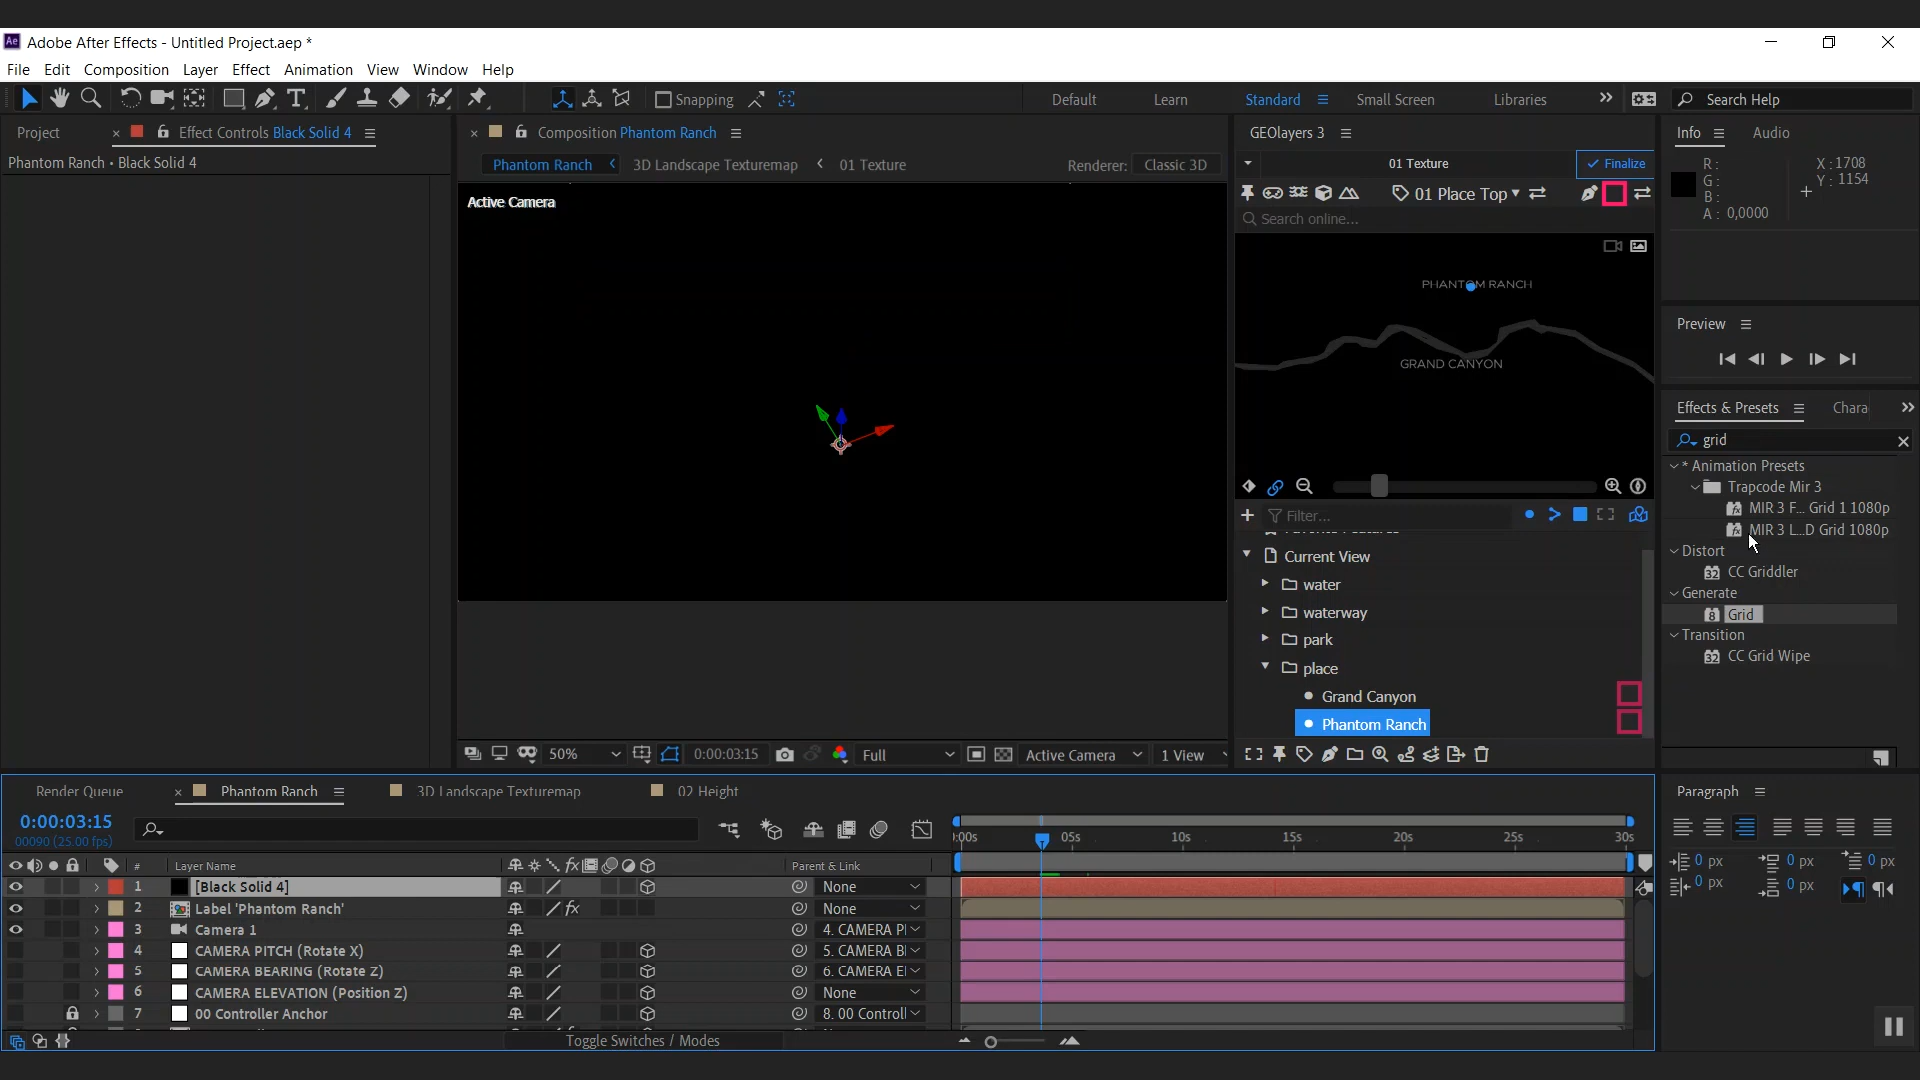 Ae Adobe After Effects - Untitled Project.aep *
File Edit Composition Layer Effect Animation View Window Help
Snapping Default Learn Standard Small Screen Libraries Search Help
Project
Effect Controls Black Solid 4
Phantom Ranch • Black Solid 4
Composition Phantom Ranch
Phantom Ranch 3D Landscape Texturemap 01 Texture Renderer: Classic 3D
Active Camera
50% 0:00:03:15 Full Active Camera 1 View
GEOlayers 3
01 Texture Finalize
01 Place Top
Search online...
PHANTOM RANCH
GRAND CANYON
Filter...
Current View
water
waterway
park
place
Grand Canyon
Phantom Ranch
Info Audio
R: X : 1708
G: Y : 1154
B:
A: 0,0000
Preview
Effects & Presets Chara
grid
* Animation Presets
Trapcode Mir 3
MIR 3 F... Grid 1 1080p
MIR 3 L...D Grid 1080p
Distort
32 CC Griddler
Generate
8 Grid
Transition
32 CC Grid Wipe
Render Queue Phantom Ranch 3D Landscape Texturemap 02 Height
0:00:03:15
00090 (25.00 fps)
# Layer Name Parent & Link
):00s 05s 10s 15s 20s 25s 30s
1 [Black Solid 4] None
2 Label 'Phantom Ranch' None
3 Camera 1 4. CAMERA P
4 CAMERA PITCH (Rotate X) 5. CAMERA B
5 CAMERA BEARING (Rotate Z) 6. CAMERA E
6 CAMERA ELEVATION (Position Z) None
7 00 Controller Anchor 8. 00 Control
Toggle Switches / Modes
Paragraph
0 px 0 px 0 px
0 px 0 px